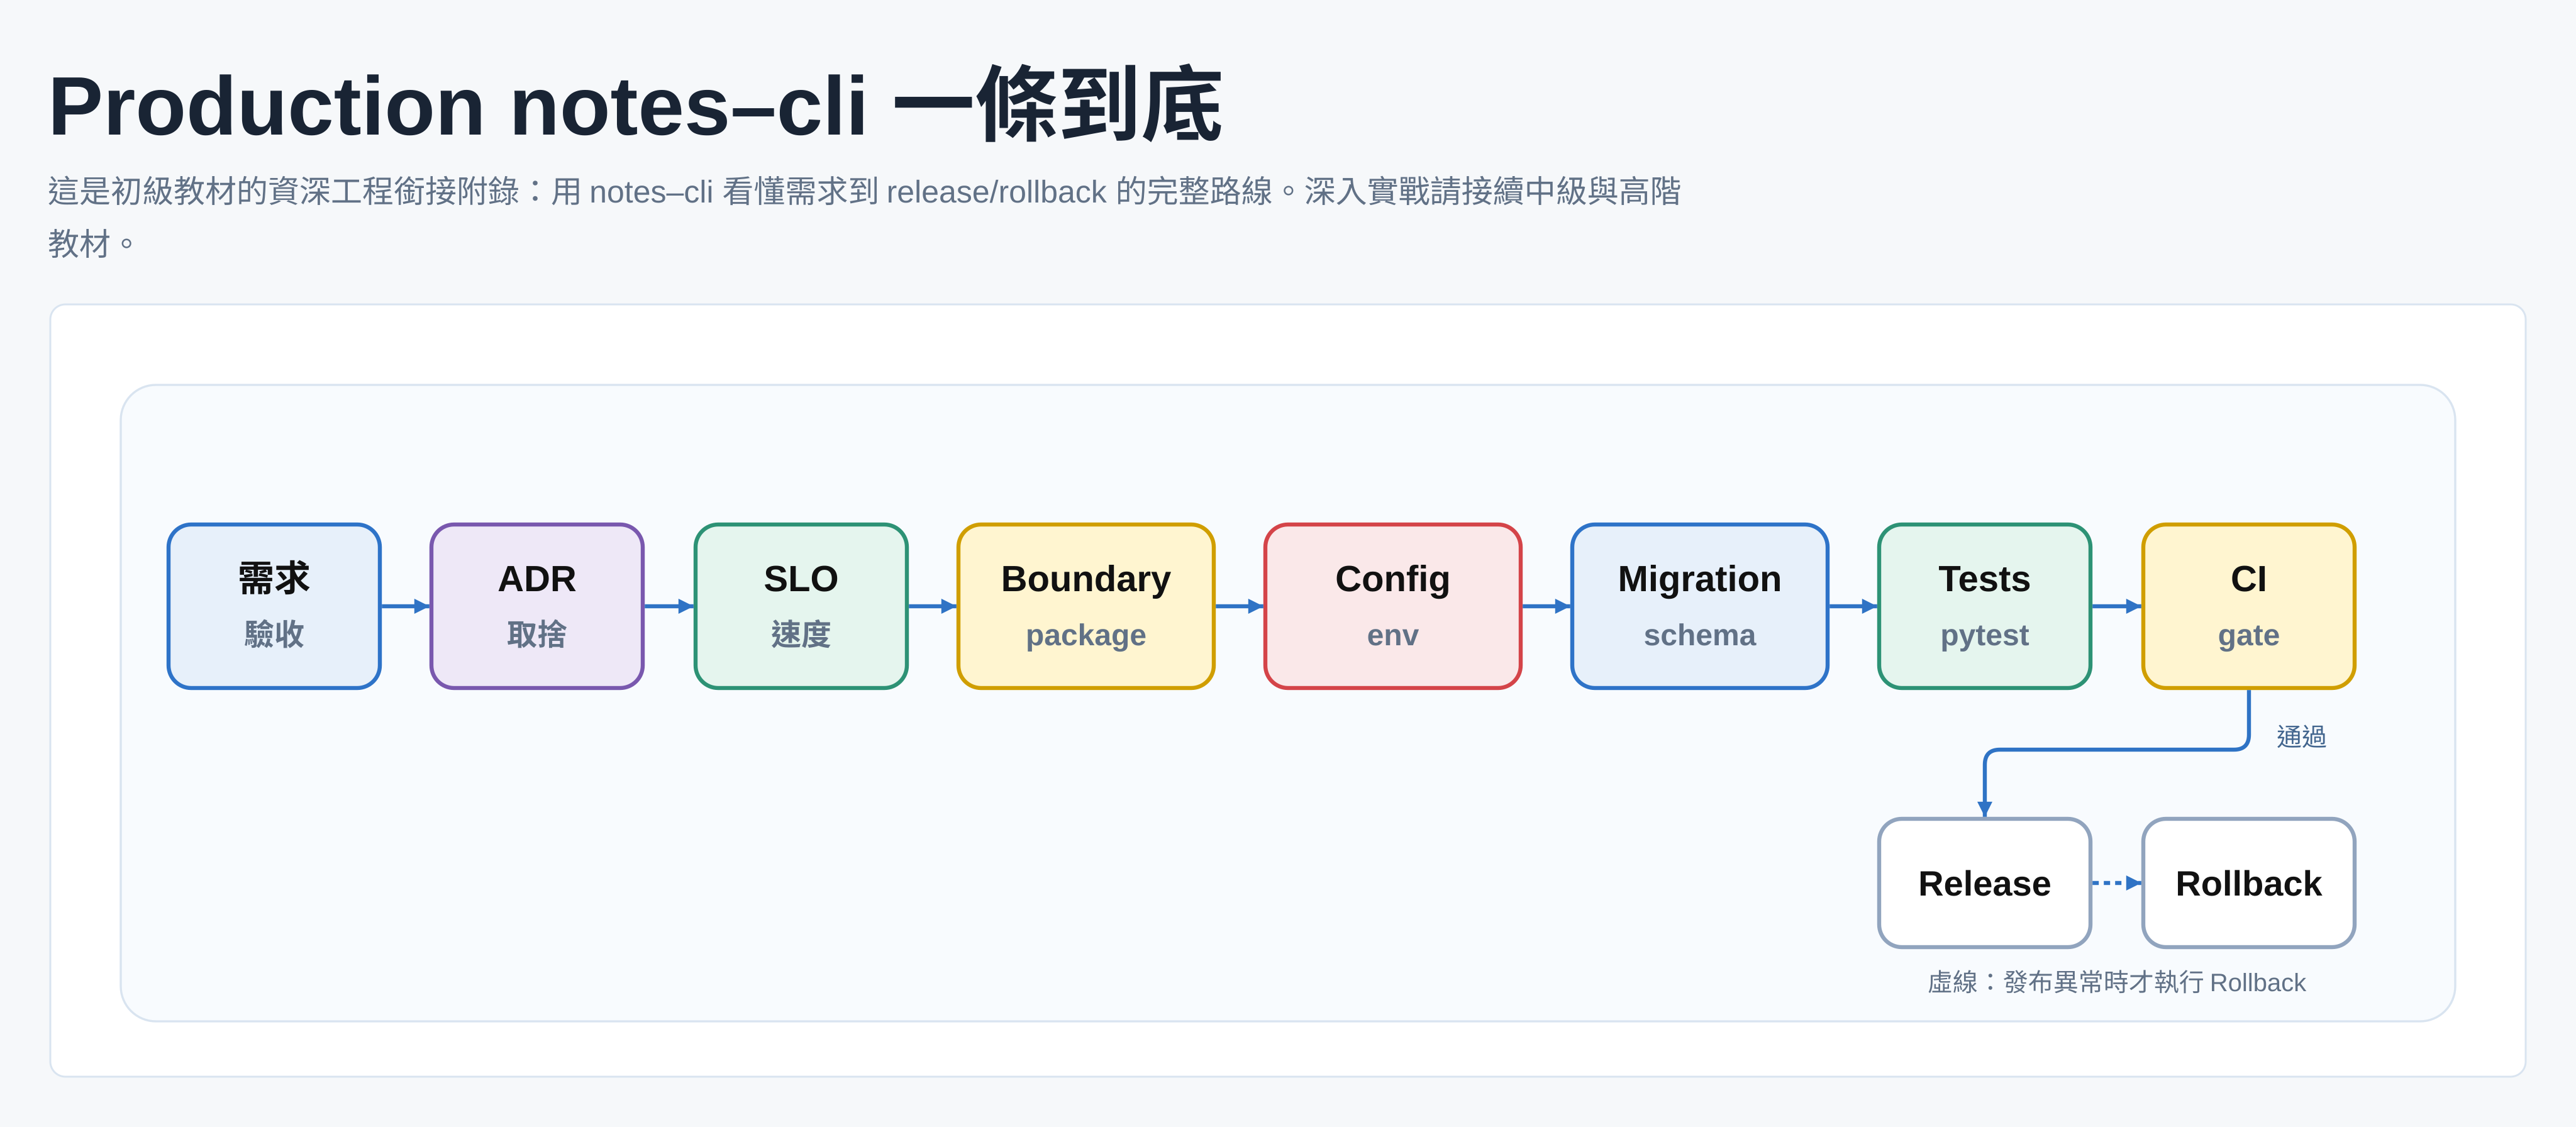 Production notes–cli 一條到底
這是初級教材的資深工程銜接附錄：用 notes–cli 看懂需求到 release/rollback 的完整路線。深入實戰請接續中級與高階
教材。
需求
驗收
ADR
取捨
SLO
速度
Boundary
package
Config
env
Migration
schema
Tests
pytest
CI
gate
通過
Release
Rollback
虛線：發布異常時才執行 Rollback